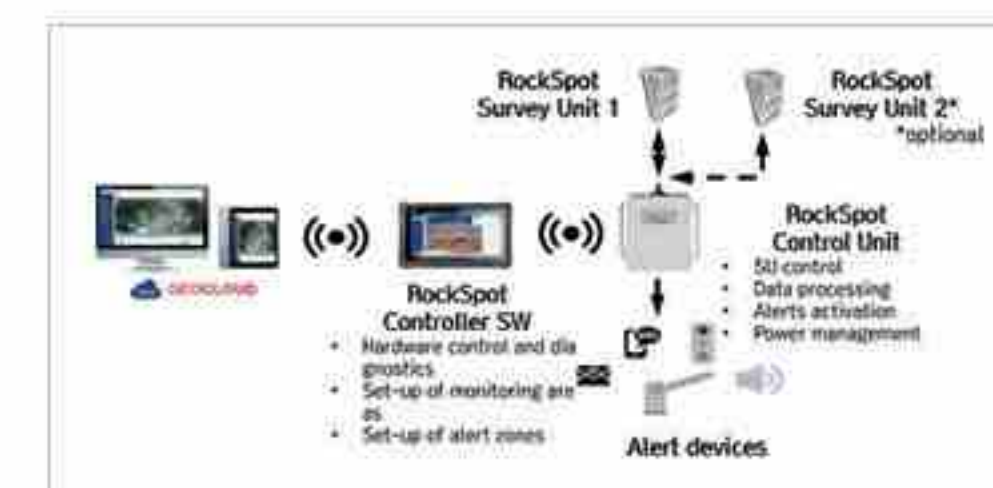 RockSpot
Survey Unit 1
RockSpot
Survey Unit 2*
*optional
RockSpot
Control Unit
• SU control
• Data processing
• Alerts activation
• Power management
GEOCLOUD
RockSpot
Controller SW
• Hardware control and dia
gnostics
• Set-up of monitoring are
as
• Set-up of alert zones
Alert devices